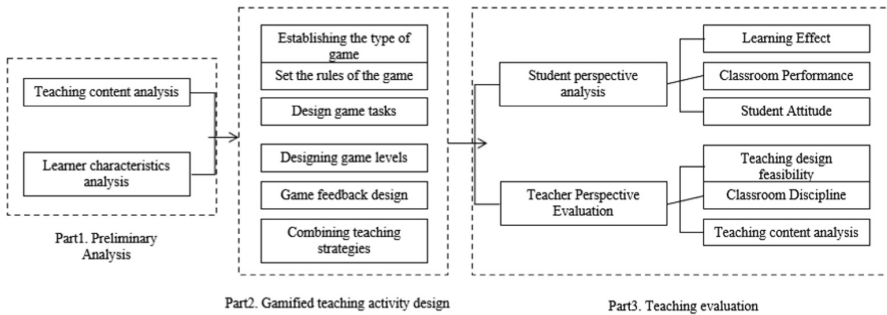 Teaching content analysis
Learner characteristics
analysis
Part1. Preliminary
Analysis
Establishing the type of
game
Set the rules of the game
Design game tasks
Designing game levels
Game feedback design
Combining teaching
strategies
Part2. Gamified teaching activity design
Student perspective
analysis
Learning Effect
Classroom Performance
Student Attitude
Teacher Perspective
Evaluation
Teaching design
feasibility
Classroom Discipline
Teaching content analysis
Part3. Teaching evaluation